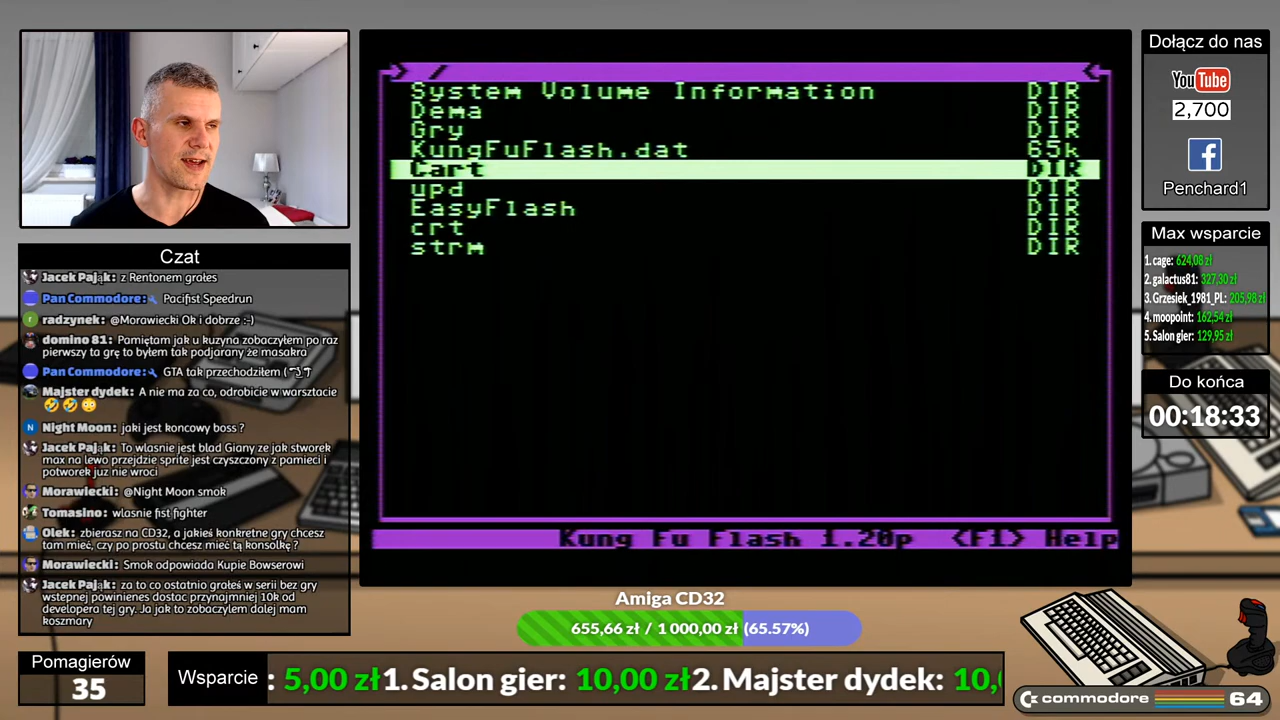 /
System Volume Information DIR
Dema DIR
Gry DIR
KungFuFlash.dat 65k
Cart DIR
upd DIR
EasyFlash DIR
crt DIR
strm DIR
Kung Fu Flash 1.20p <F1> Help
Czat
Jacek Pająk: z Rentonem grałeś
Pan Commodore: Pacifist Speedrun
radzynek: @Morawiecki Ok i dobrze :-)
domino 81: Pamiętam jak u kuzyna zobaczyłem po raz
pierwszy ta grę to byłem tak podjarany że masakra
Pan Commodore: GTA tak przechodziłem
Majster dydek: A nie ma za co, odrobicie w warsztacie
🤣 🤣 😳
N Night Moon: jaki jest koncowy boss ?
Jacek Pająk: To wlasnie jest blad Giany ze jak stworek
max na lewo przejdzie sprite jest czyszczony z pamieci i
potworek juz nie wroci
Morawiecki: @Night Moon smok
Tomasino: wlasnie fist fighter
Olek: zbierasz na CD32, a jakieś konkretne gry chcesz
tam mieć, czy po prostu chcesz mieć tą konsolkę ?
Morawiecki: Smok odpowiada Kupie Bowserowi
Jacek Pająk: za to co ostatnio grałeś w serii bez gry
wstepnej powinienes dostac przynajmniej 10k od
developera tej gry. Ja jak to zobaczylem dalej mam
koszmary
Dołącz do nas
YouTube
2,700
f
Penchard1
Max wsparcie
1. cage: 624,08 zł
2. galactus81: 327,30 zł
3. Grzesiek_1981_PL: 205,98 zł
4. moopoint: 162,54 zł
5. Salon gier: 129,95 zł
Do końca
00:18:33
Amiga CD32
655,66 zł / 1 000,00 zł (65.57%)
Pomagierów
35
Wsparcie : 5,00 zł1. Salon gier: 10,00 zł2. Majster dydek: 10,
commodore 64